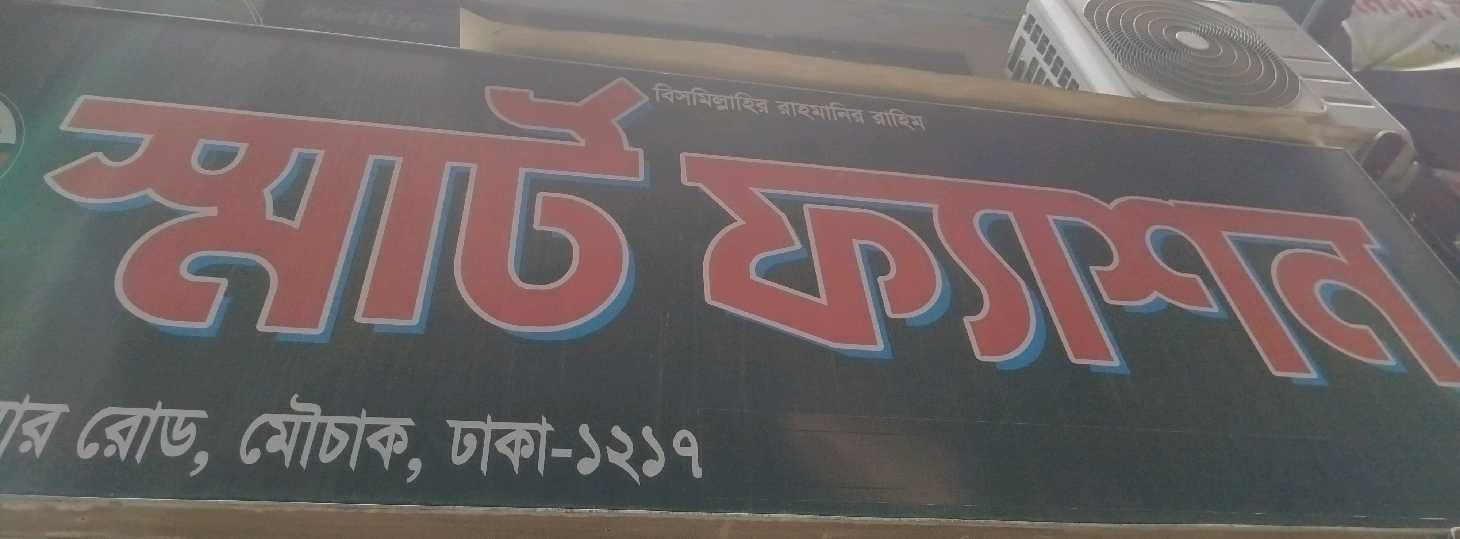 বিসমিল্লাহির রাহমানির রাহিম
স্মার্ট ফ্যাশন
রোড, মৌচাক, ঢাকা-১২১৭